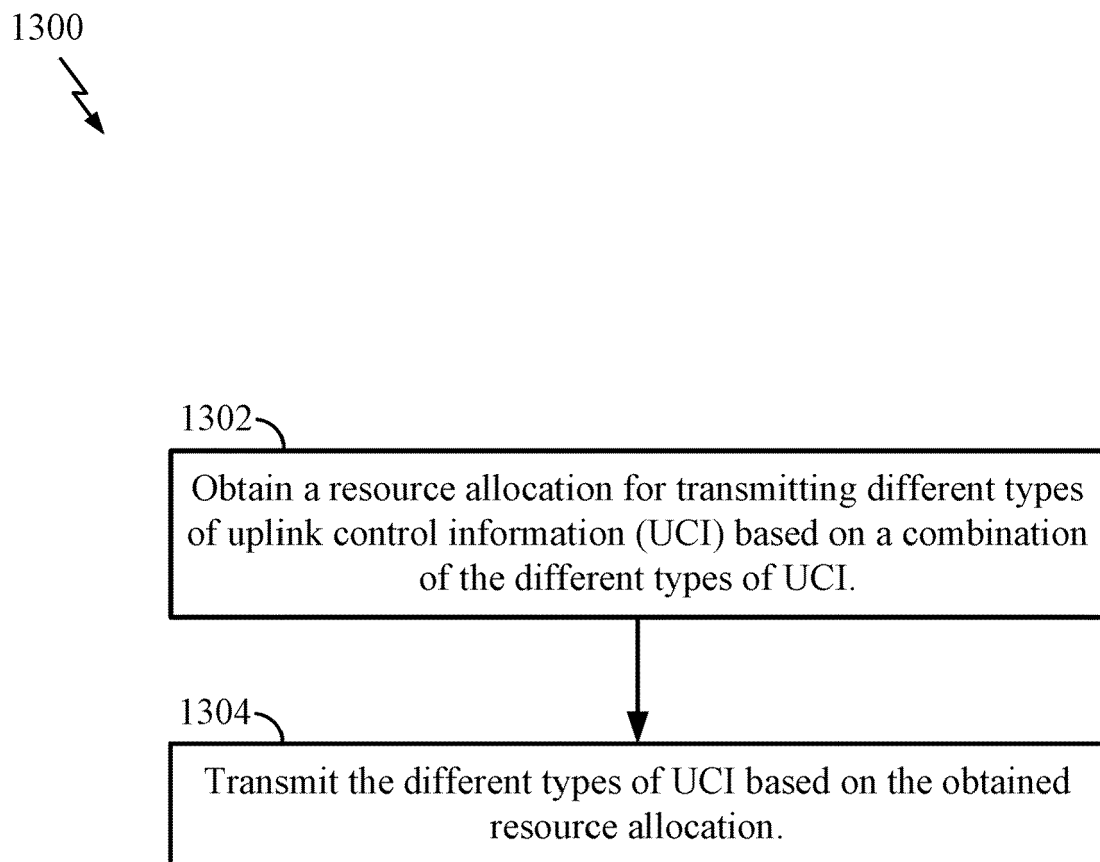 1300
1302
Obtain a resource allocation for transmitting different types
of uplink control information (UCI) based on a combination
of the different types of UCI.
1304
Transmit the different types of UCI based on the obtained
resource allocation.